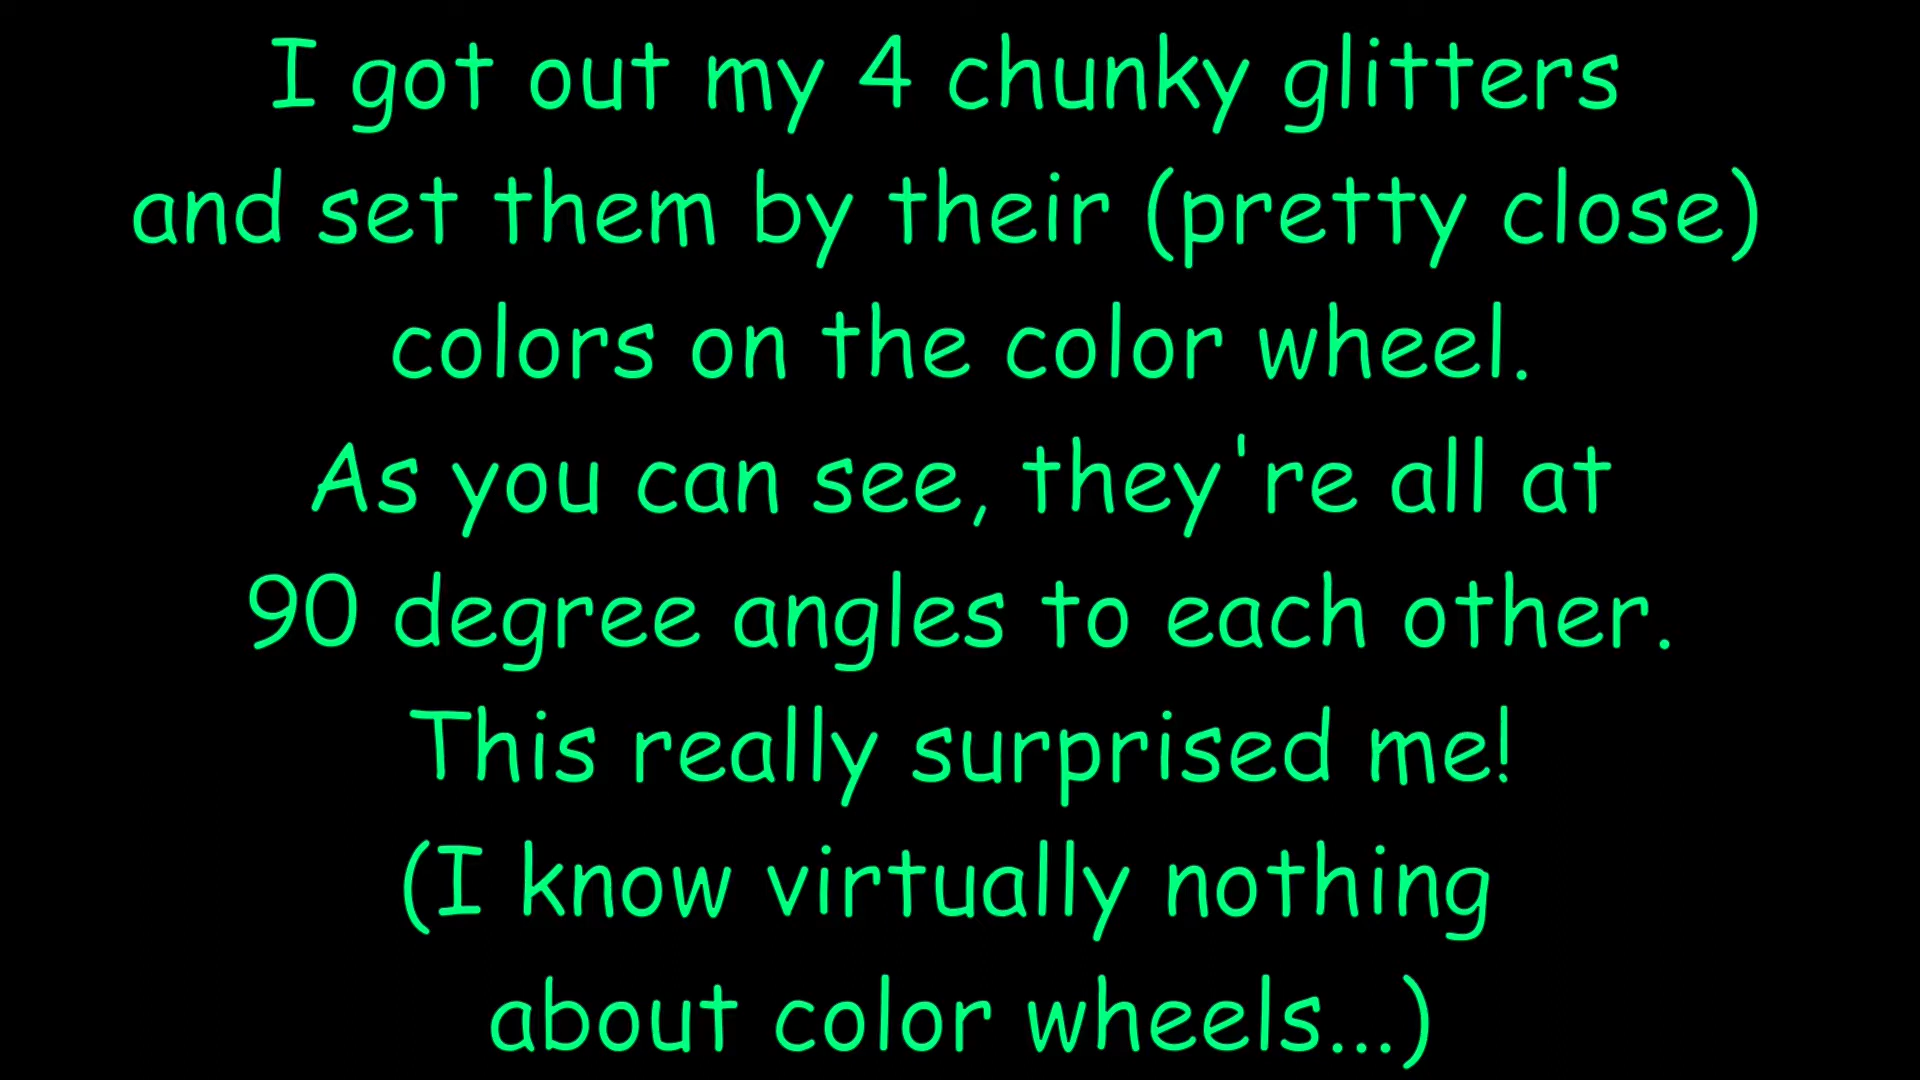 I got out my 4 chunky glitters
and set them by their (pretty close)
colors on the color wheel.
As you can see, they're all at
90 degree angles to each other.
This really surprised me!
(I know virtually nothing
about color wheels...)